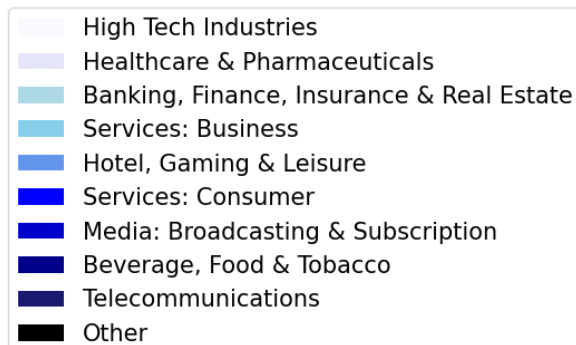 High Tech Industries
Healthcare & Pharmaceuticals
Banking, Finance, Insurance & Real Estate
Services: Business
Hotel, Gaming & Leisure
Services: Consumer
Media: Broadcasting & Subscription
Beverage, Food & Tobacco
Telecommunications
Other